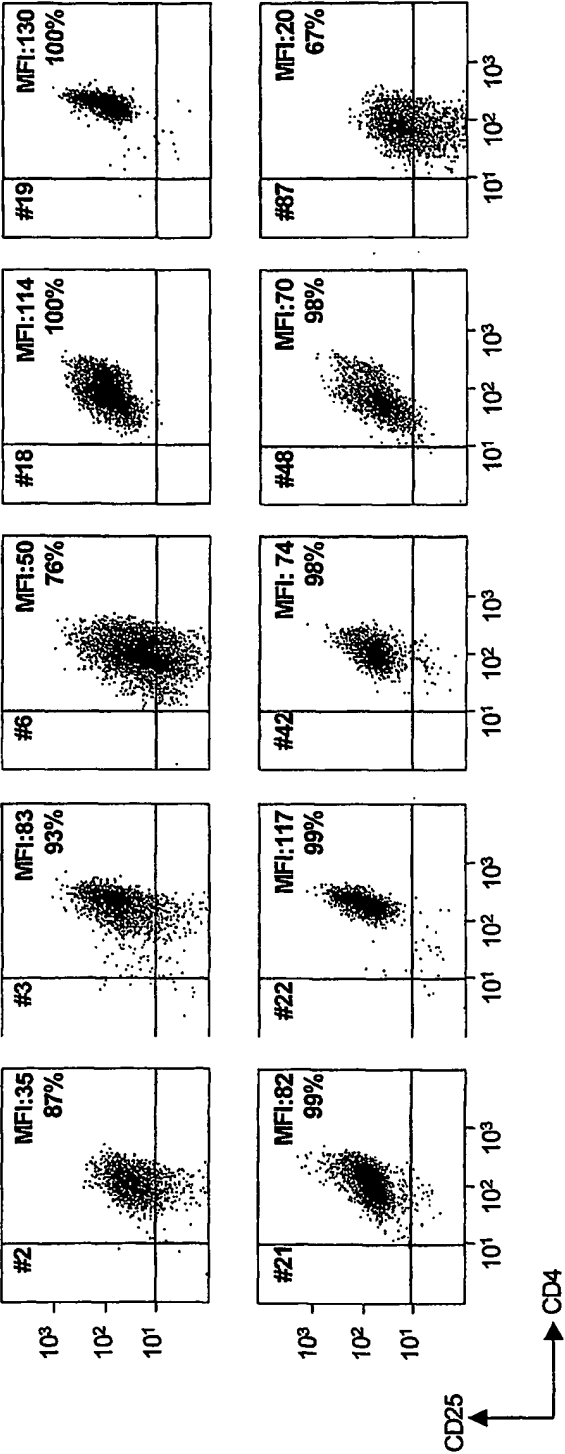 #2
MFI:35
87%
#3
MFI:83
93%
#6
MFI:50
76%
#18
MFI:114
100%
#19
MFI:130
100%
10³
10²
10¹
#21
MFI:82
99%
#22
MFI:117
99%
#42
MFI: 74
98%
#48
MFI:70
98%
#87
MFI:20
67%
10³
10²
10¹
10¹ 10² 10³
10¹ 10² 10³
10¹ 10² 10³
10¹ 10² 10³
10¹ 10² 10³
CD25
CD4